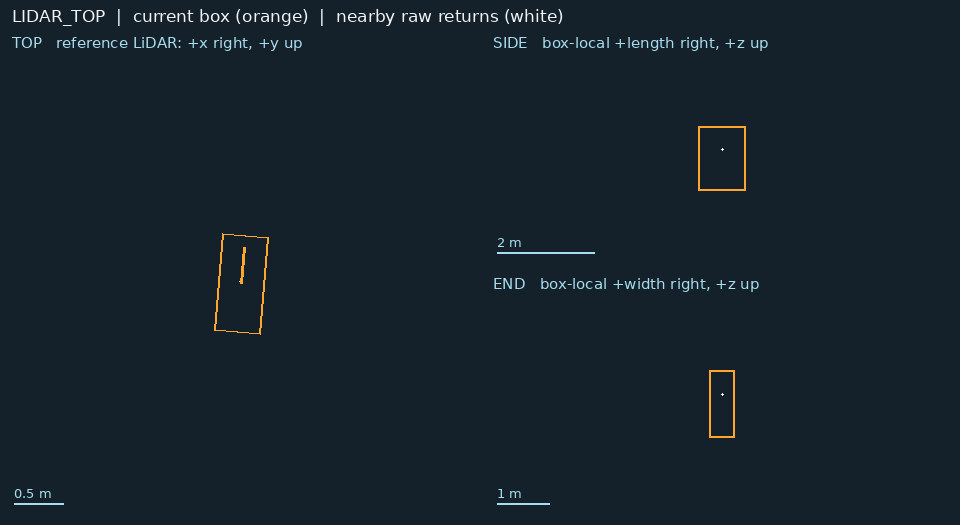 LIDAR_TOP | current box (orange) | nearby raw returns (white)
TOP reference LiDAR: +x right, +y up
SIDE box-local +length right, +z up
2 m
END box-local +width right, +z up
0.5 m
1 m